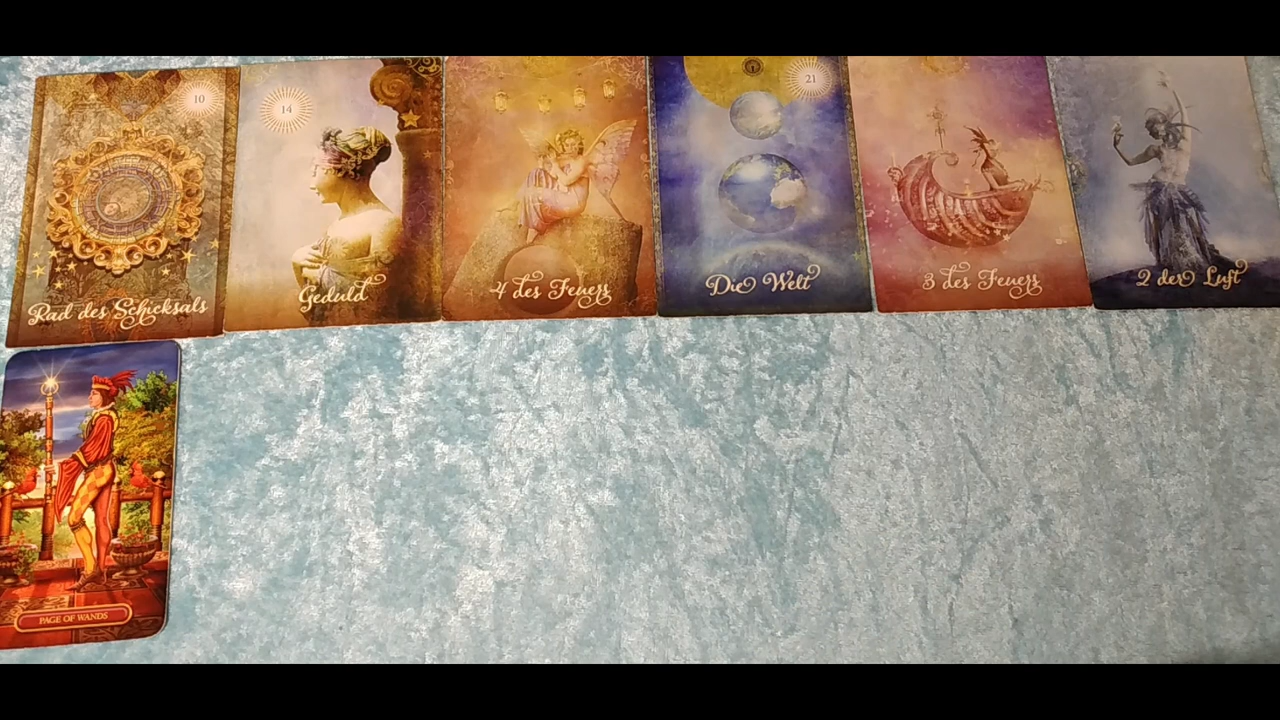 10
Rad des Schicksals
14
Geduld
4 des Feuers
1
21
Die Welt
3 des Feuers
2 der Luft
PAGE OF WANDS